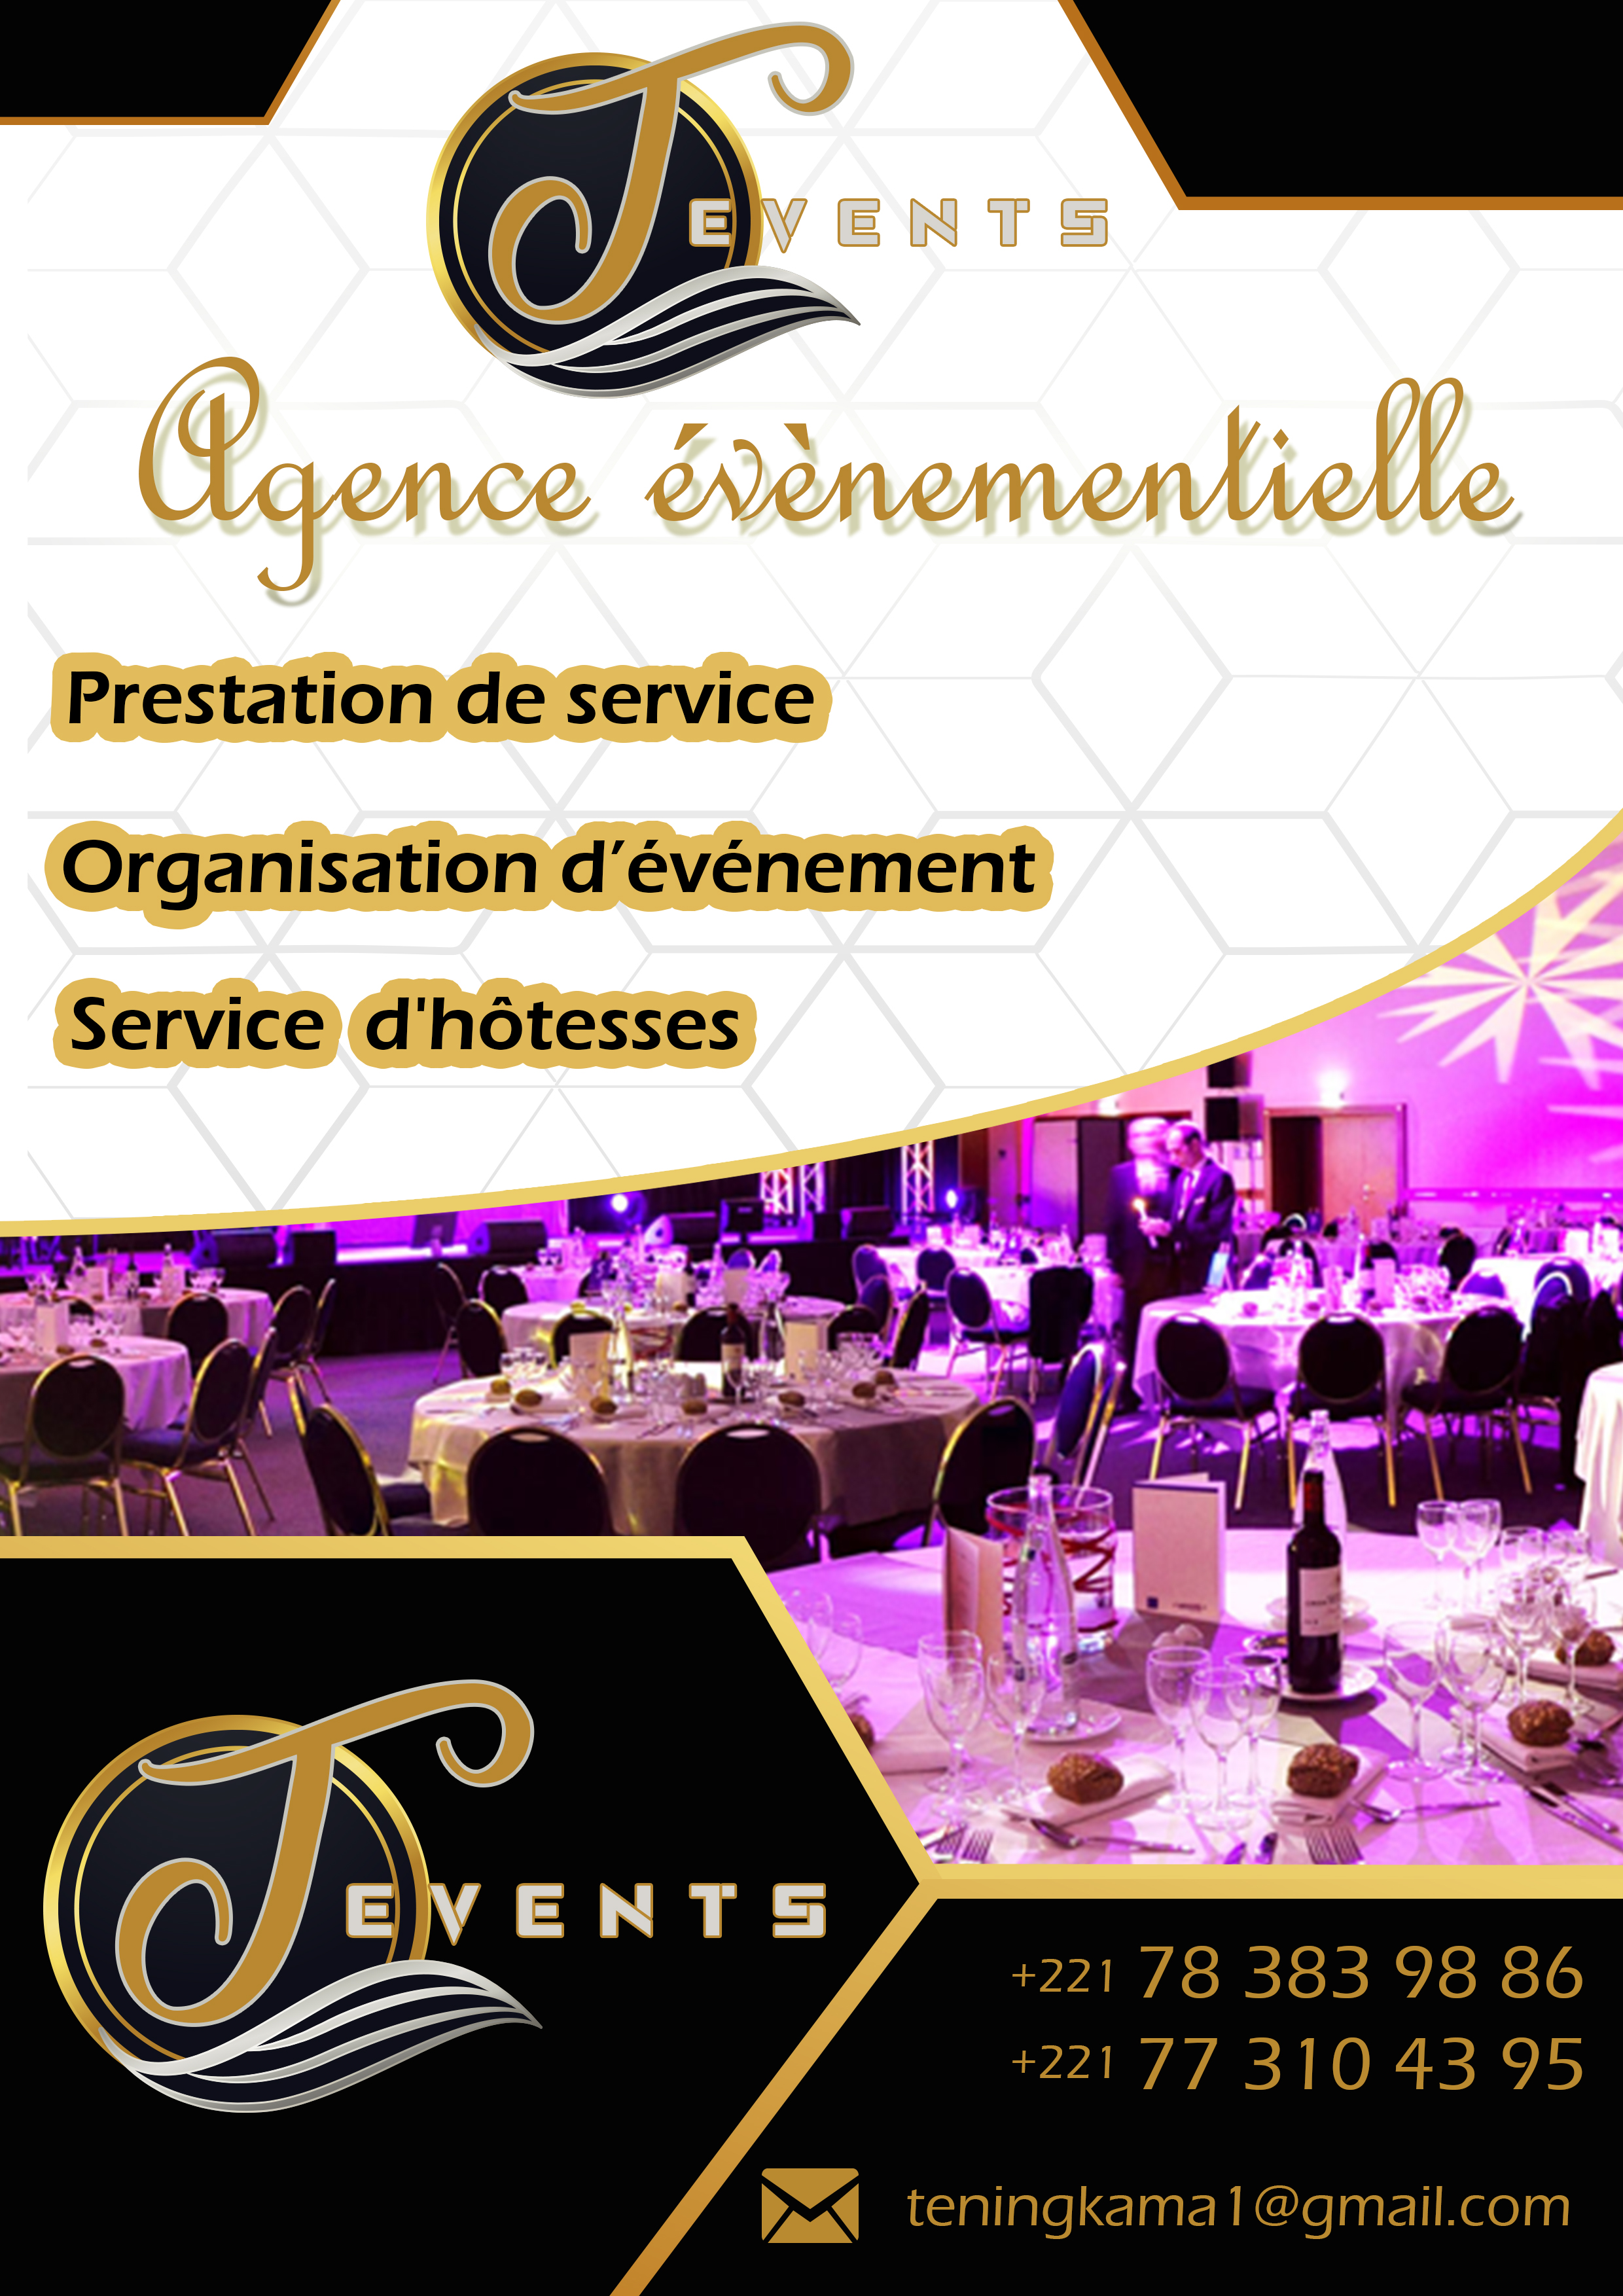 T EVENTS
Agence évènementielle
Prestation de service
Organisation d’événement
Service d'hôtesses
T EVENTS
+221 78 383 98 86
+221 77 310 43 95
teningkama1@gmail.com